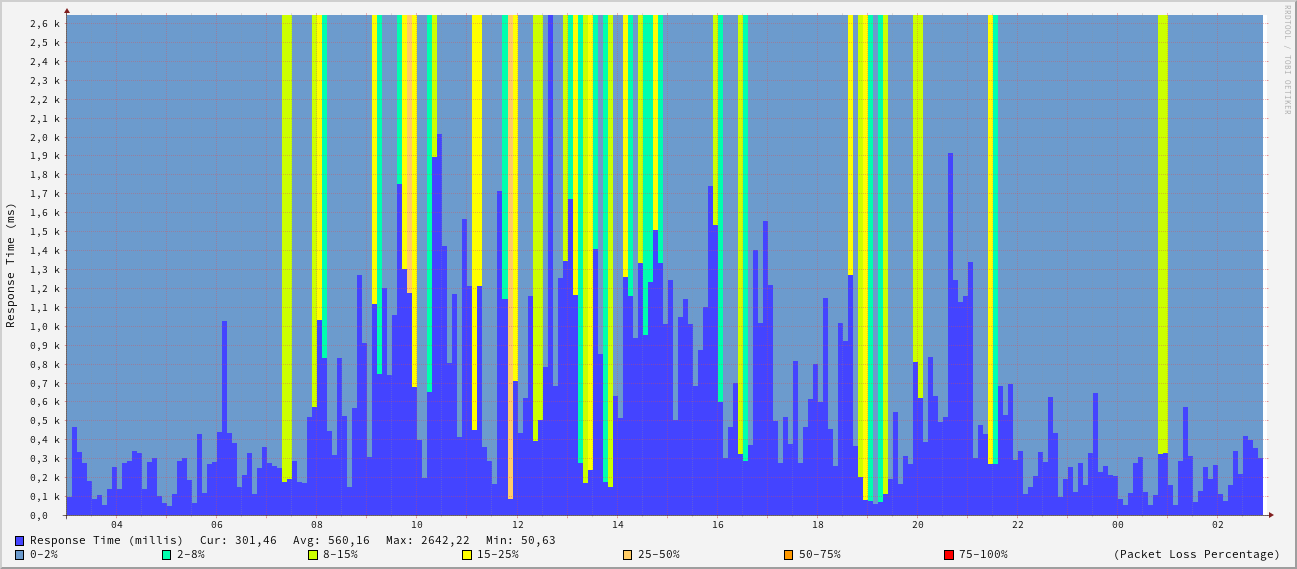 RRDTOOL / TOBI OETIKER
Response Time (ms)
2,6 k
2,5 k
2,4 k
2,3 k
2,2 k
2,1 k
2,0 k
1,9 k
1,8 k
1,7 k
1,6 k
1,5 k
1,4 k
1,3 k
1,2 k
1,1 k
1,0 k
0,9 k
0,8 k
0,7 k
0,6 k
0,5 k
0,4 k
0,3 k
0,2 k
0,1 k
0,0
04 06 08 10 12 14 16 18 20 22 00 02
Response Time (millis) Cur: 301,46 Avg: 560,16 Max: 2642,22 Min: 50,63
0-2% 2-8% 8-15% 15-25% 25-50% 50-75% 75-100% (Packet Loss Percentage)